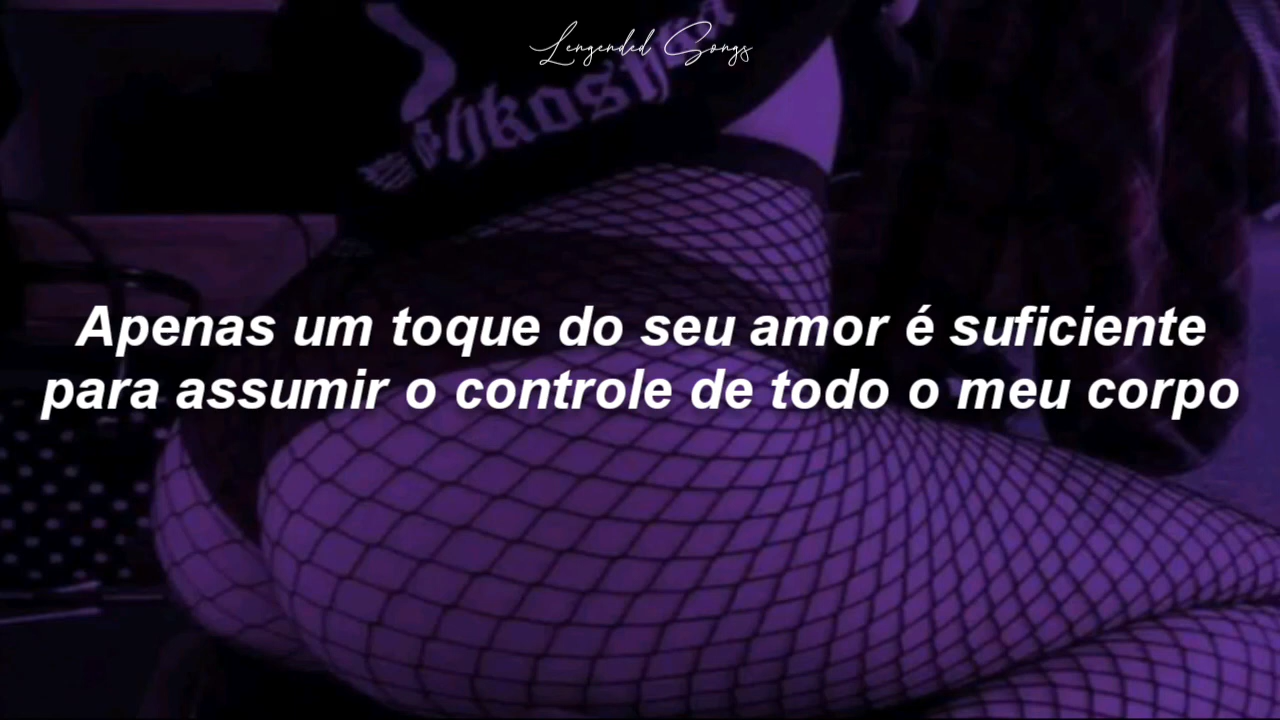 Lengended Songs
Apenas um toque do seu amor é suficiente
para assumir o controle de todo o meu corpo